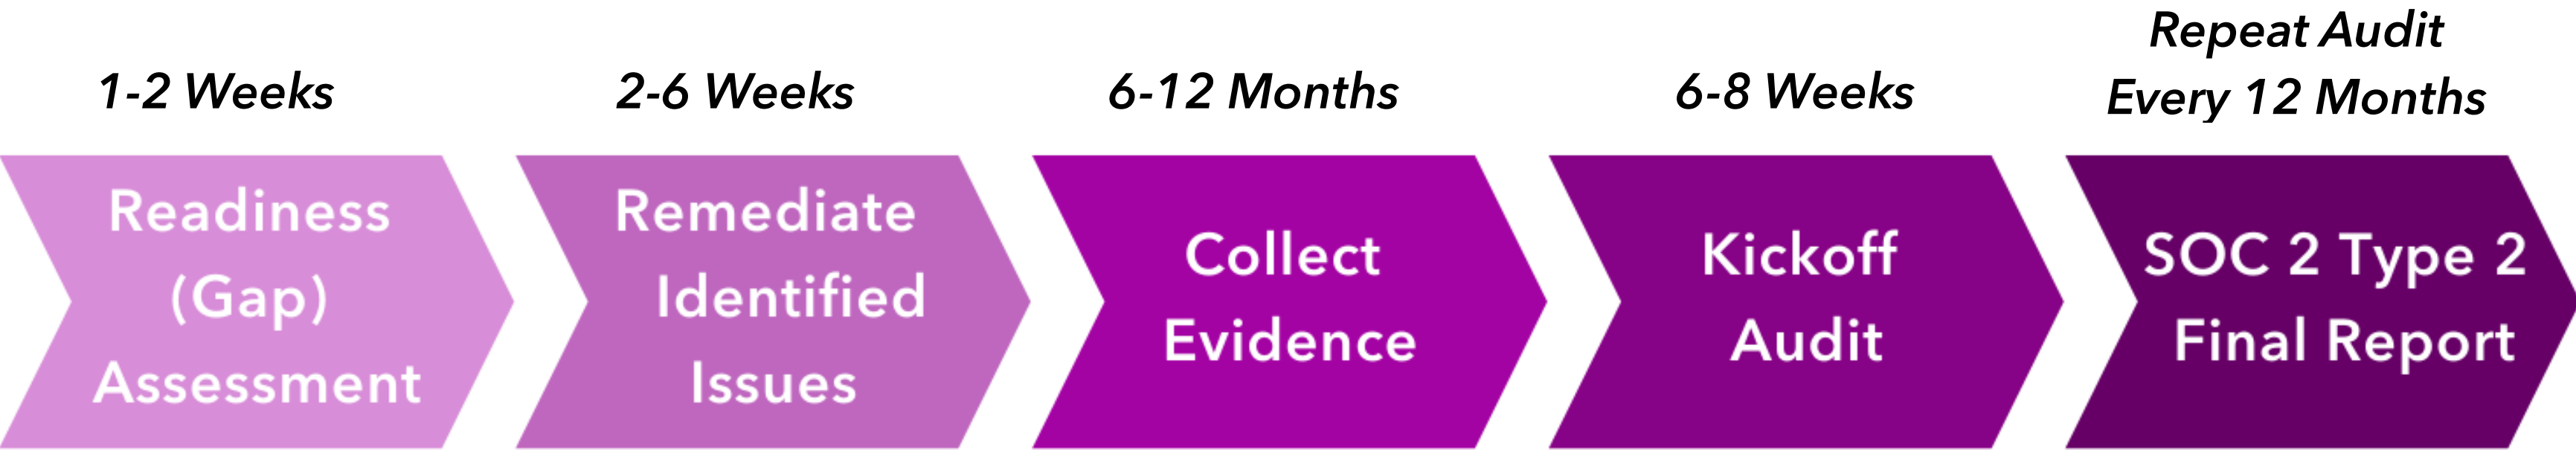 1-2 Weeks
Readiness
(Gap)
Assessment
2-6 Weeks
Remediate
Identified
Issues
6-12 Months
Collect
Evidence
6-8 Weeks
Kickoff
Audit
Repeat Audit
Every 12 Months
SOC 2 Type 2
Final Report